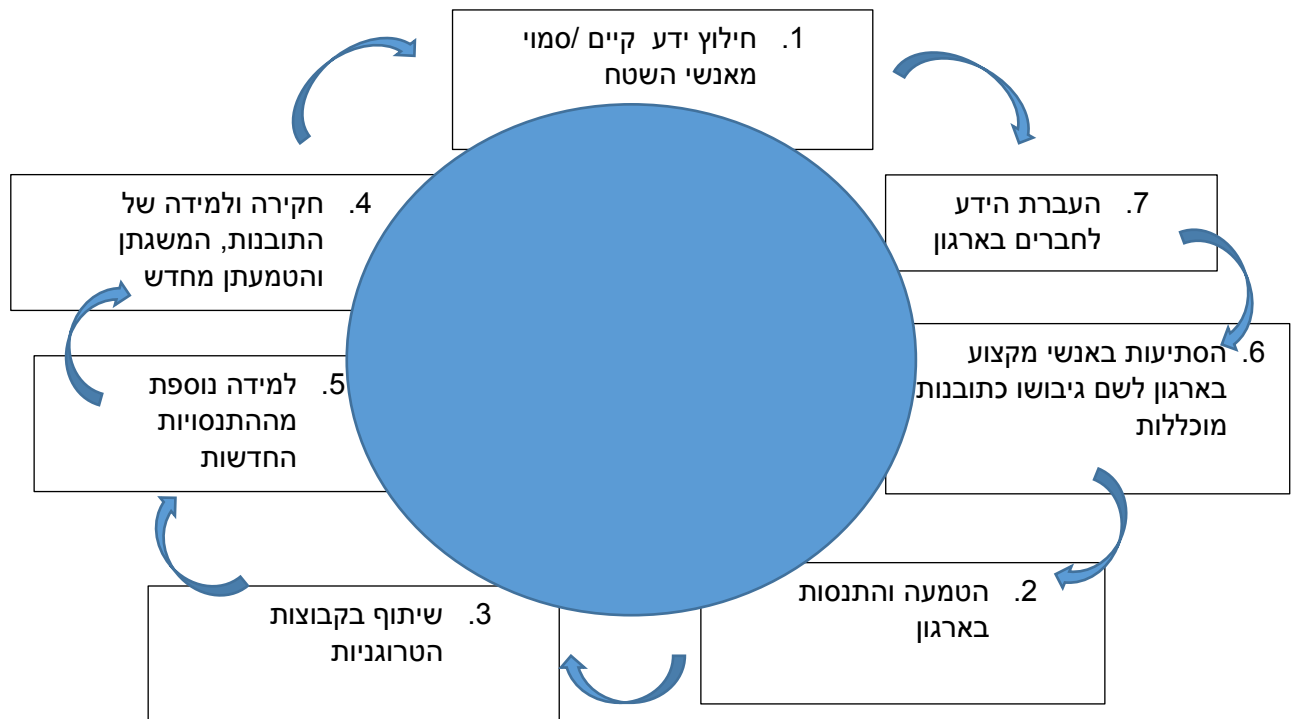 1. חילוץ ידע קיים /סמוי
מאנשי השטח
7. העברת הידע
לחברים בארגון
6. הסתיעות באנשי מקצוע
בארגון לשם גיבושו כתובנות
מוכללות
2. הטמעה והתנסות
בארגון
3. שיתוף בקבוצות
הטרוגניות
5. למידה נוספת
מההתנסויות
החדשות
4. חקירה ולמידה של
התובנות, המשגתן
והטמעתן מחדש